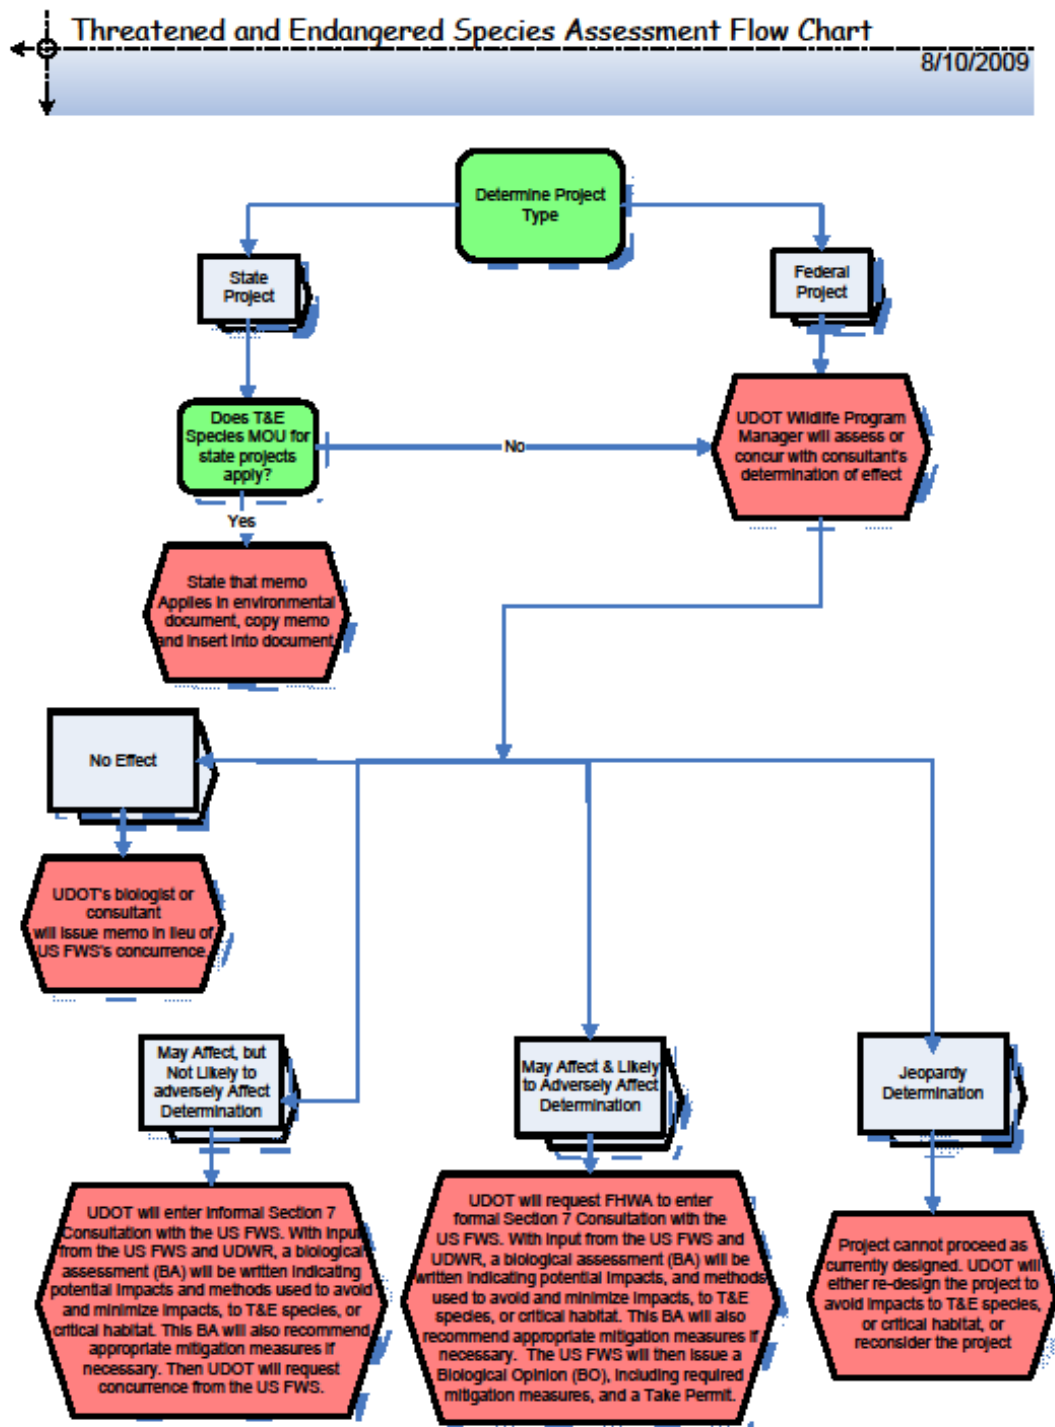 Threatened and Endangered Species Assessment Flow Chart
8/10/2009
Determine Project
Type
State
Project
Federal
Project
Does T&E
Species MOU for
state projects
apply?
No
UDOT Wildlife Program
Manager will assess or
concur with consultant's
determination of effect
Yes
State that memo
Applies in environmental
document, copy memo
and insert into document.
No Effect
UDOT's biologist or
consultant
will issue memo in lieu of
US FWS's concurrence.
May Affect, but
Not Likely to
adversely Affect
Determination
May Affect & Likely
to Adversely Affect
Determination
Jeopardy
Determination
UDOT will enter informal Section 7
Consultation with the US FWS. With input
from the US FWS and UDWR, a biological
assessment (BA) will be written indicating
potential impacts and methods used to avoid
and minimize impacts, to T&E species, or
critical habitat. This BA will also recommend
appropriate mitigation measures if
necessary. Then UDOT will request
concurrence from the US FWS.
UDOT will request FHWA to enter
formal Section 7 Consultation with the
US FWS. With input from the US FWS and
UDWR, a biological assessment (BA) will be
written indicating potential impacts, and methods
used to avoid and minimize impacts, to T&E
species, or critical habitat. This BA will also
recommend appropriate mitigation measures if
necessary. The US FWS will then issue a
Biological Opinion (BO), including required
mitigation measures, and a Take Permit.
Project cannot proceed as
currently designed. UDOT will
either re-design the project to
avoid impacts to T&E species,
or critical habitat, or
reconsider the project